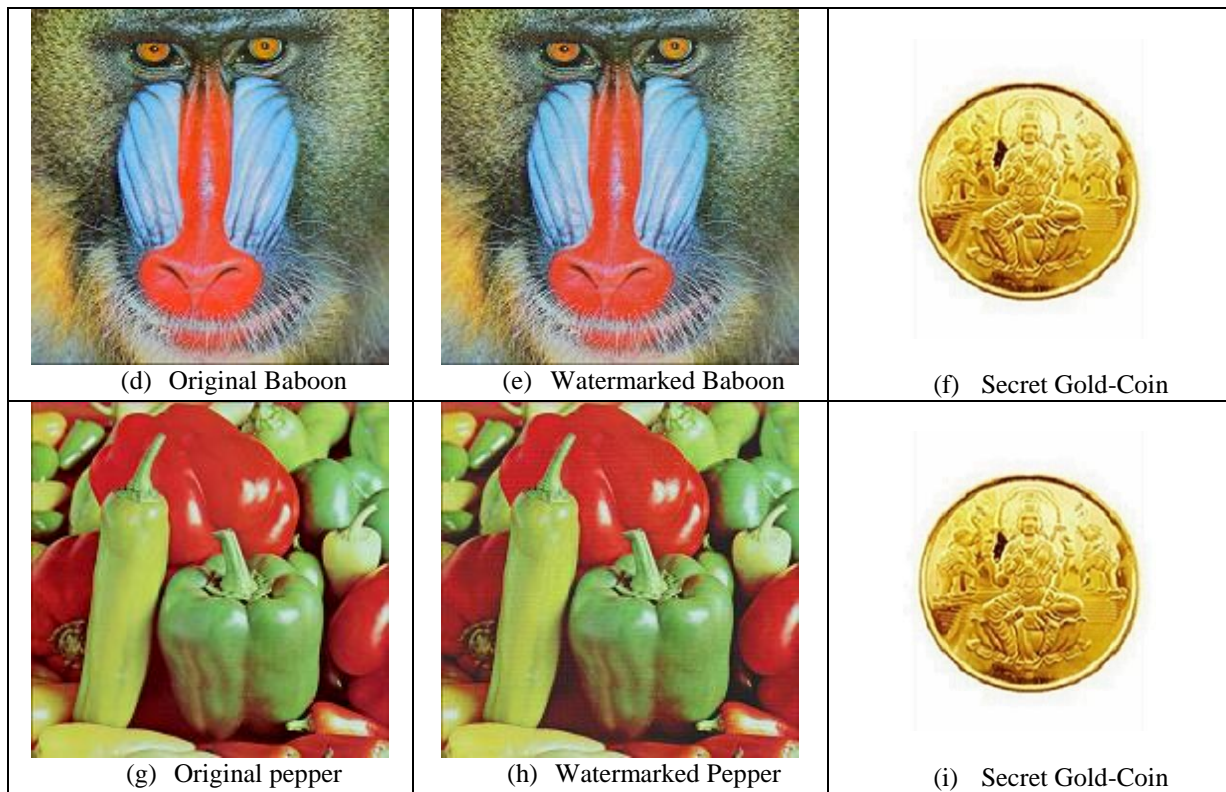 (d) Original Baboon
(e) Watermarked Baboon
(f) Secret Gold-Coin
(g) Original pepper
(h) Watermarked Pepper
(i) Secret Gold-Coin